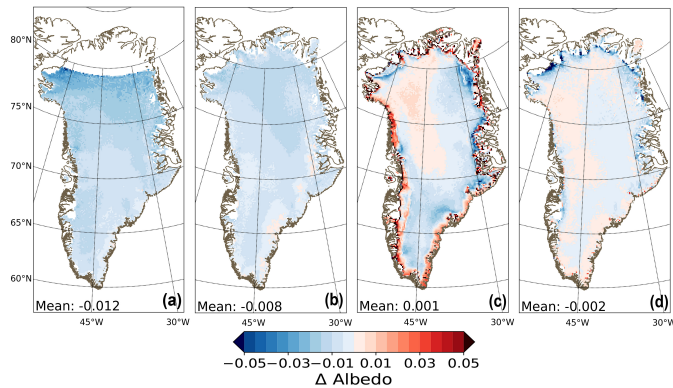 80°N
75°N
70°N
65°N
60°N
Mean: -0.012 (a)
Mean: -0.008 (b)
Mean: 0.001 (c)
Mean: -0.002 (d)
45°W 30°W 45°W 30°W 45°W 30°W 45°W 30°W
−0.05−0.03−0.01 0.01 0.03 0.05
Δ Albedo